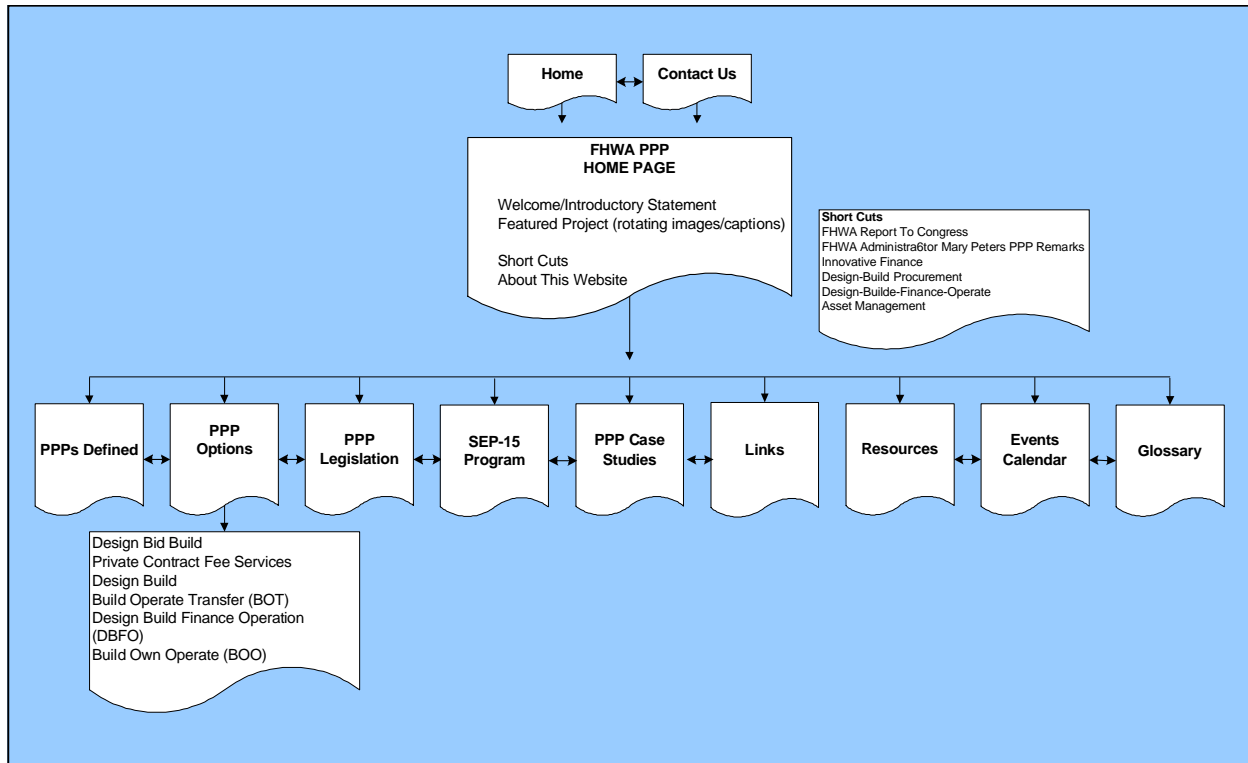 Home
Contact Us
FHWA PPP
HOME PAGE
Welcome/Introductory Statement
Featured Project (rotating images/captions)
Short Cuts
About This Website
Short Cuts
FHWA Report To Congress
FHWA Administra6tor Mary Peters PPP Remarks
Innovative Finance
Design-Build Procurement
Design-Builde-Finance-Operate
Asset Management
PPPs Defined
PPP
Options
PPP
Legislation
SEP-15
Program
PPP Case
Studies
Links
Resources
Events
Calendar
Glossary
Design Bid Build
Private Contract Fee Services
Design Build
Build Operate Transfer (BOT)
Design Build Finance Operation
(DBFO)
Build Own Operate (BOO)